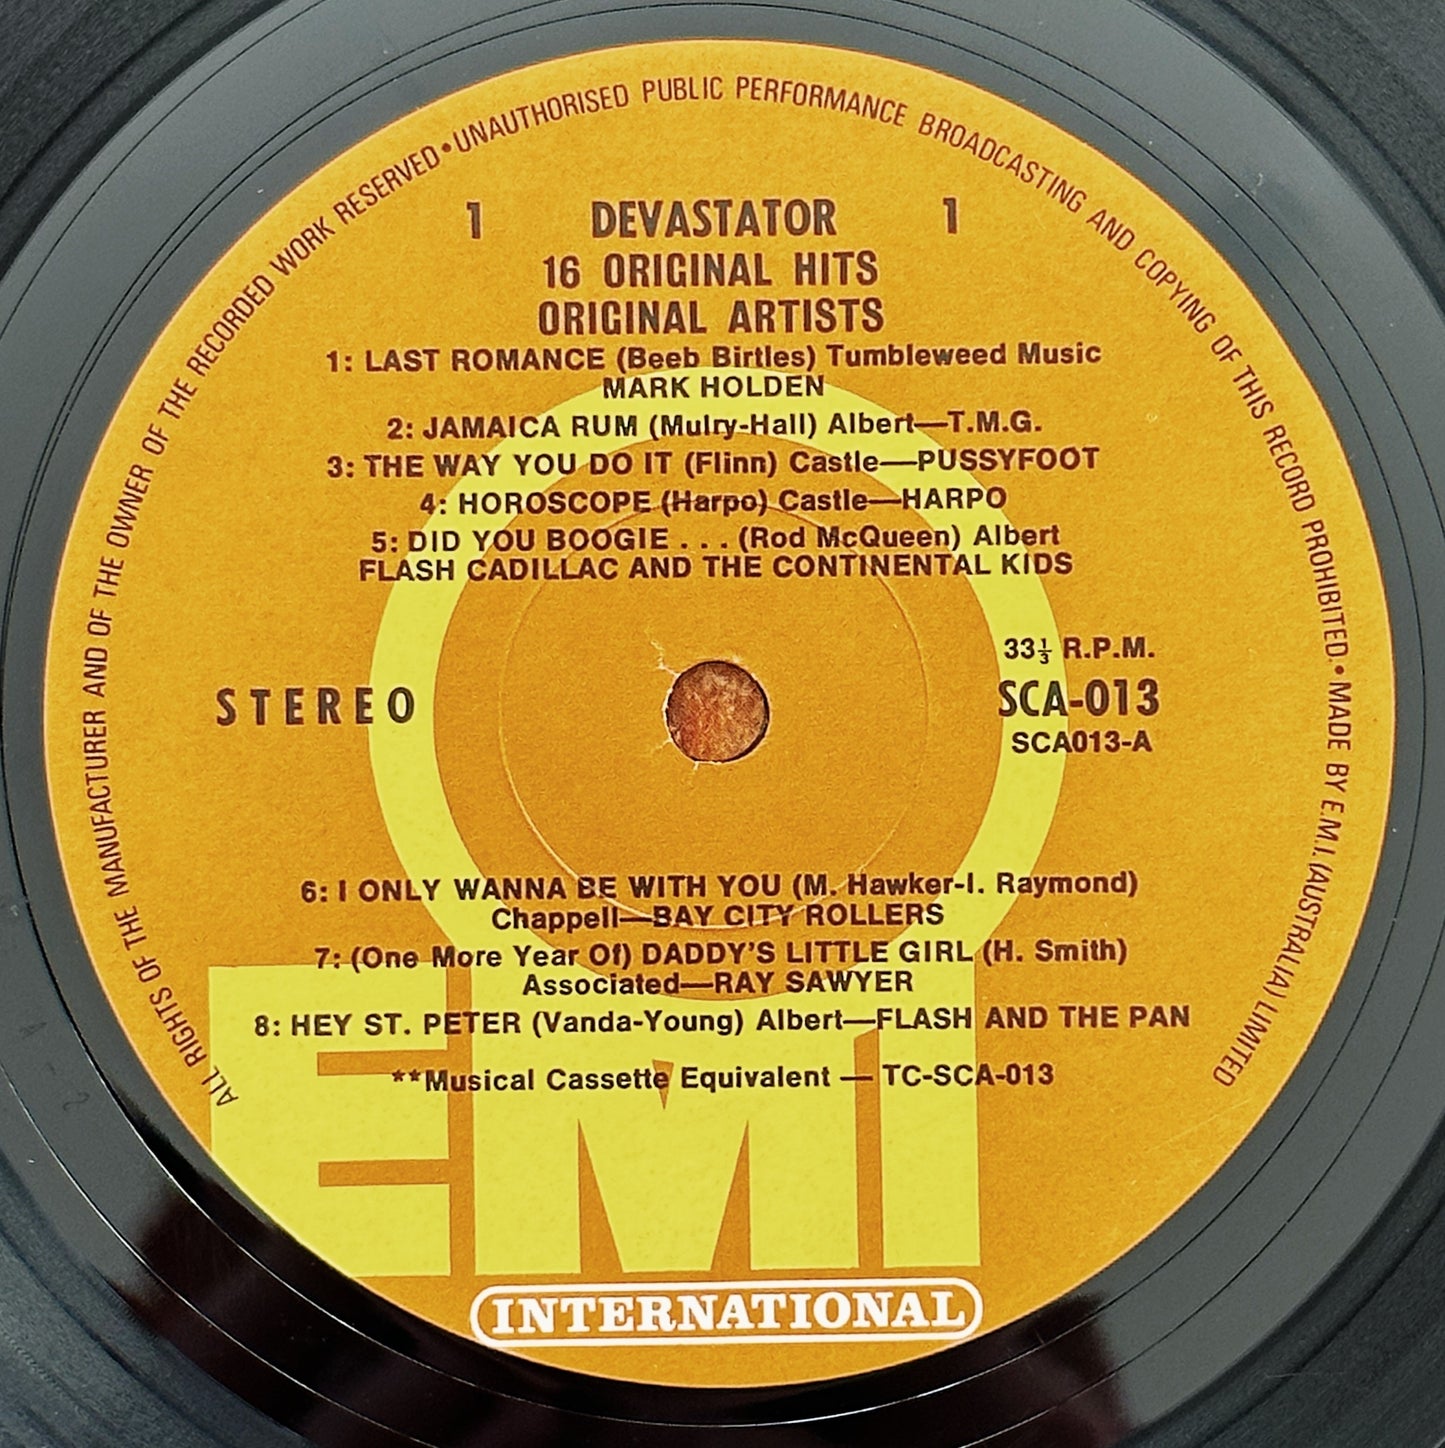 ALL RIGHTS OF THE MANUFACTURER AND OF THE OWNER OF THE RECORDED WORK RESERVED • UNAUTHORISED PUBLIC PERFORMANCE BROADCASTING AND COPYING OF THIS RECORD PROHIBITED. • MADE BY E.M.I. (AUSTRALIA) LIMITED
1 DEVASTATOR 1
16 ORIGINAL HITS
ORIGINAL ARTISTS
1: LAST ROMANCE (Beeb Birtles) Tumbleweed Music
MARK HOLDEN
2: JAMAICA RUM (Mulry-Hall) Albert—T.M.G.
3: THE WAY YOU DO IT (Flinn) Castle—PUSSYFOOT
4: HOROSCOPE (Harpo) Castle—HARPO
5: DID YOU BOOGIE . . . (Rod McQueen) Albert
FLASH CADILLAC AND THE CONTINENTAL KIDS
33⅓ R.P.M.
STEREO SCA-013
SCA013-A
6: I ONLY WANNA BE WITH YOU (M. Hawker-I. Raymond)
Chappell—BAY CITY ROLLERS
7: (One More Year Of) DADDY'S LITTLE GIRL (H. Smith)
Associated—RAY SAWYER
8: HEY ST. PETER (Vanda-Young) Albert—FLASH AND THE PAN
**Musical Cassette Equivalent — TC-SCA-013
EMI
INTERNATIONAL